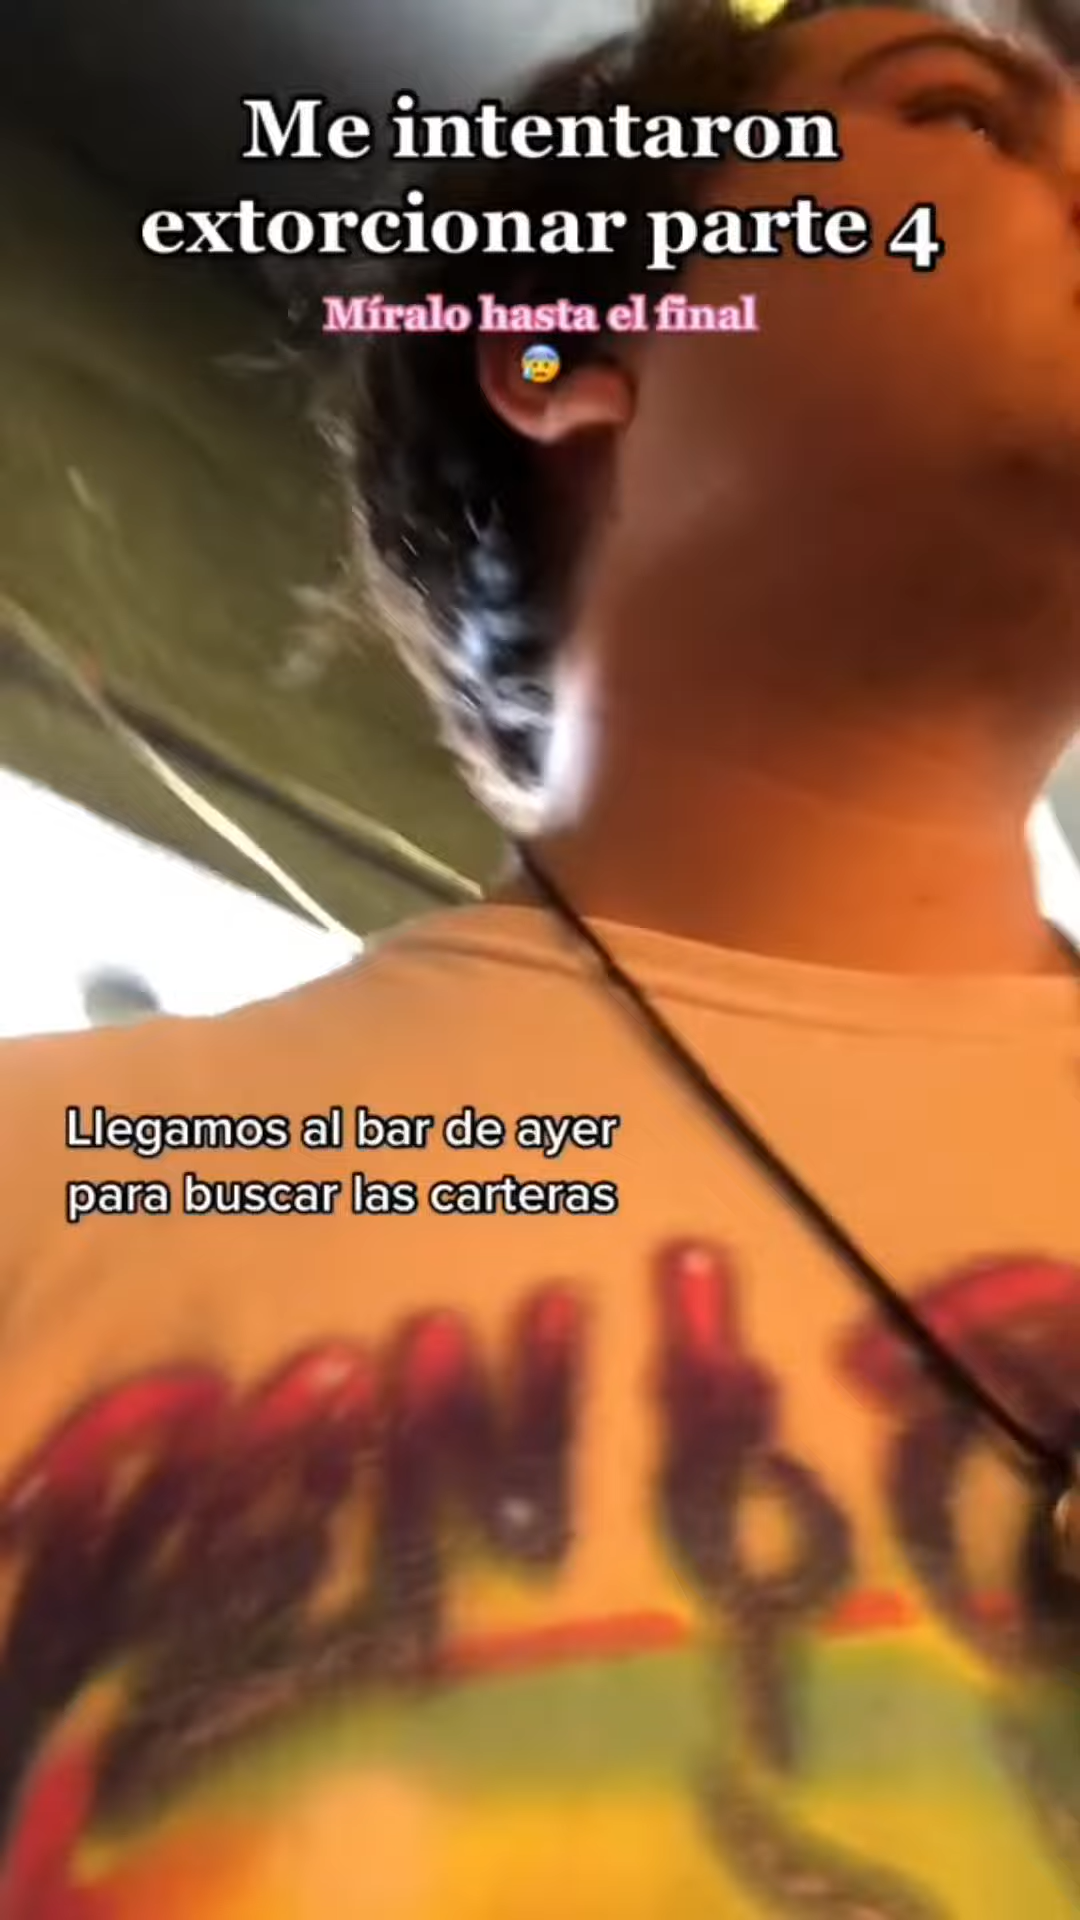 Me intentaron
extorcionar parte 4
Míralo hasta el final
😰
Llegamos al bar de ayer
para buscar las carteras